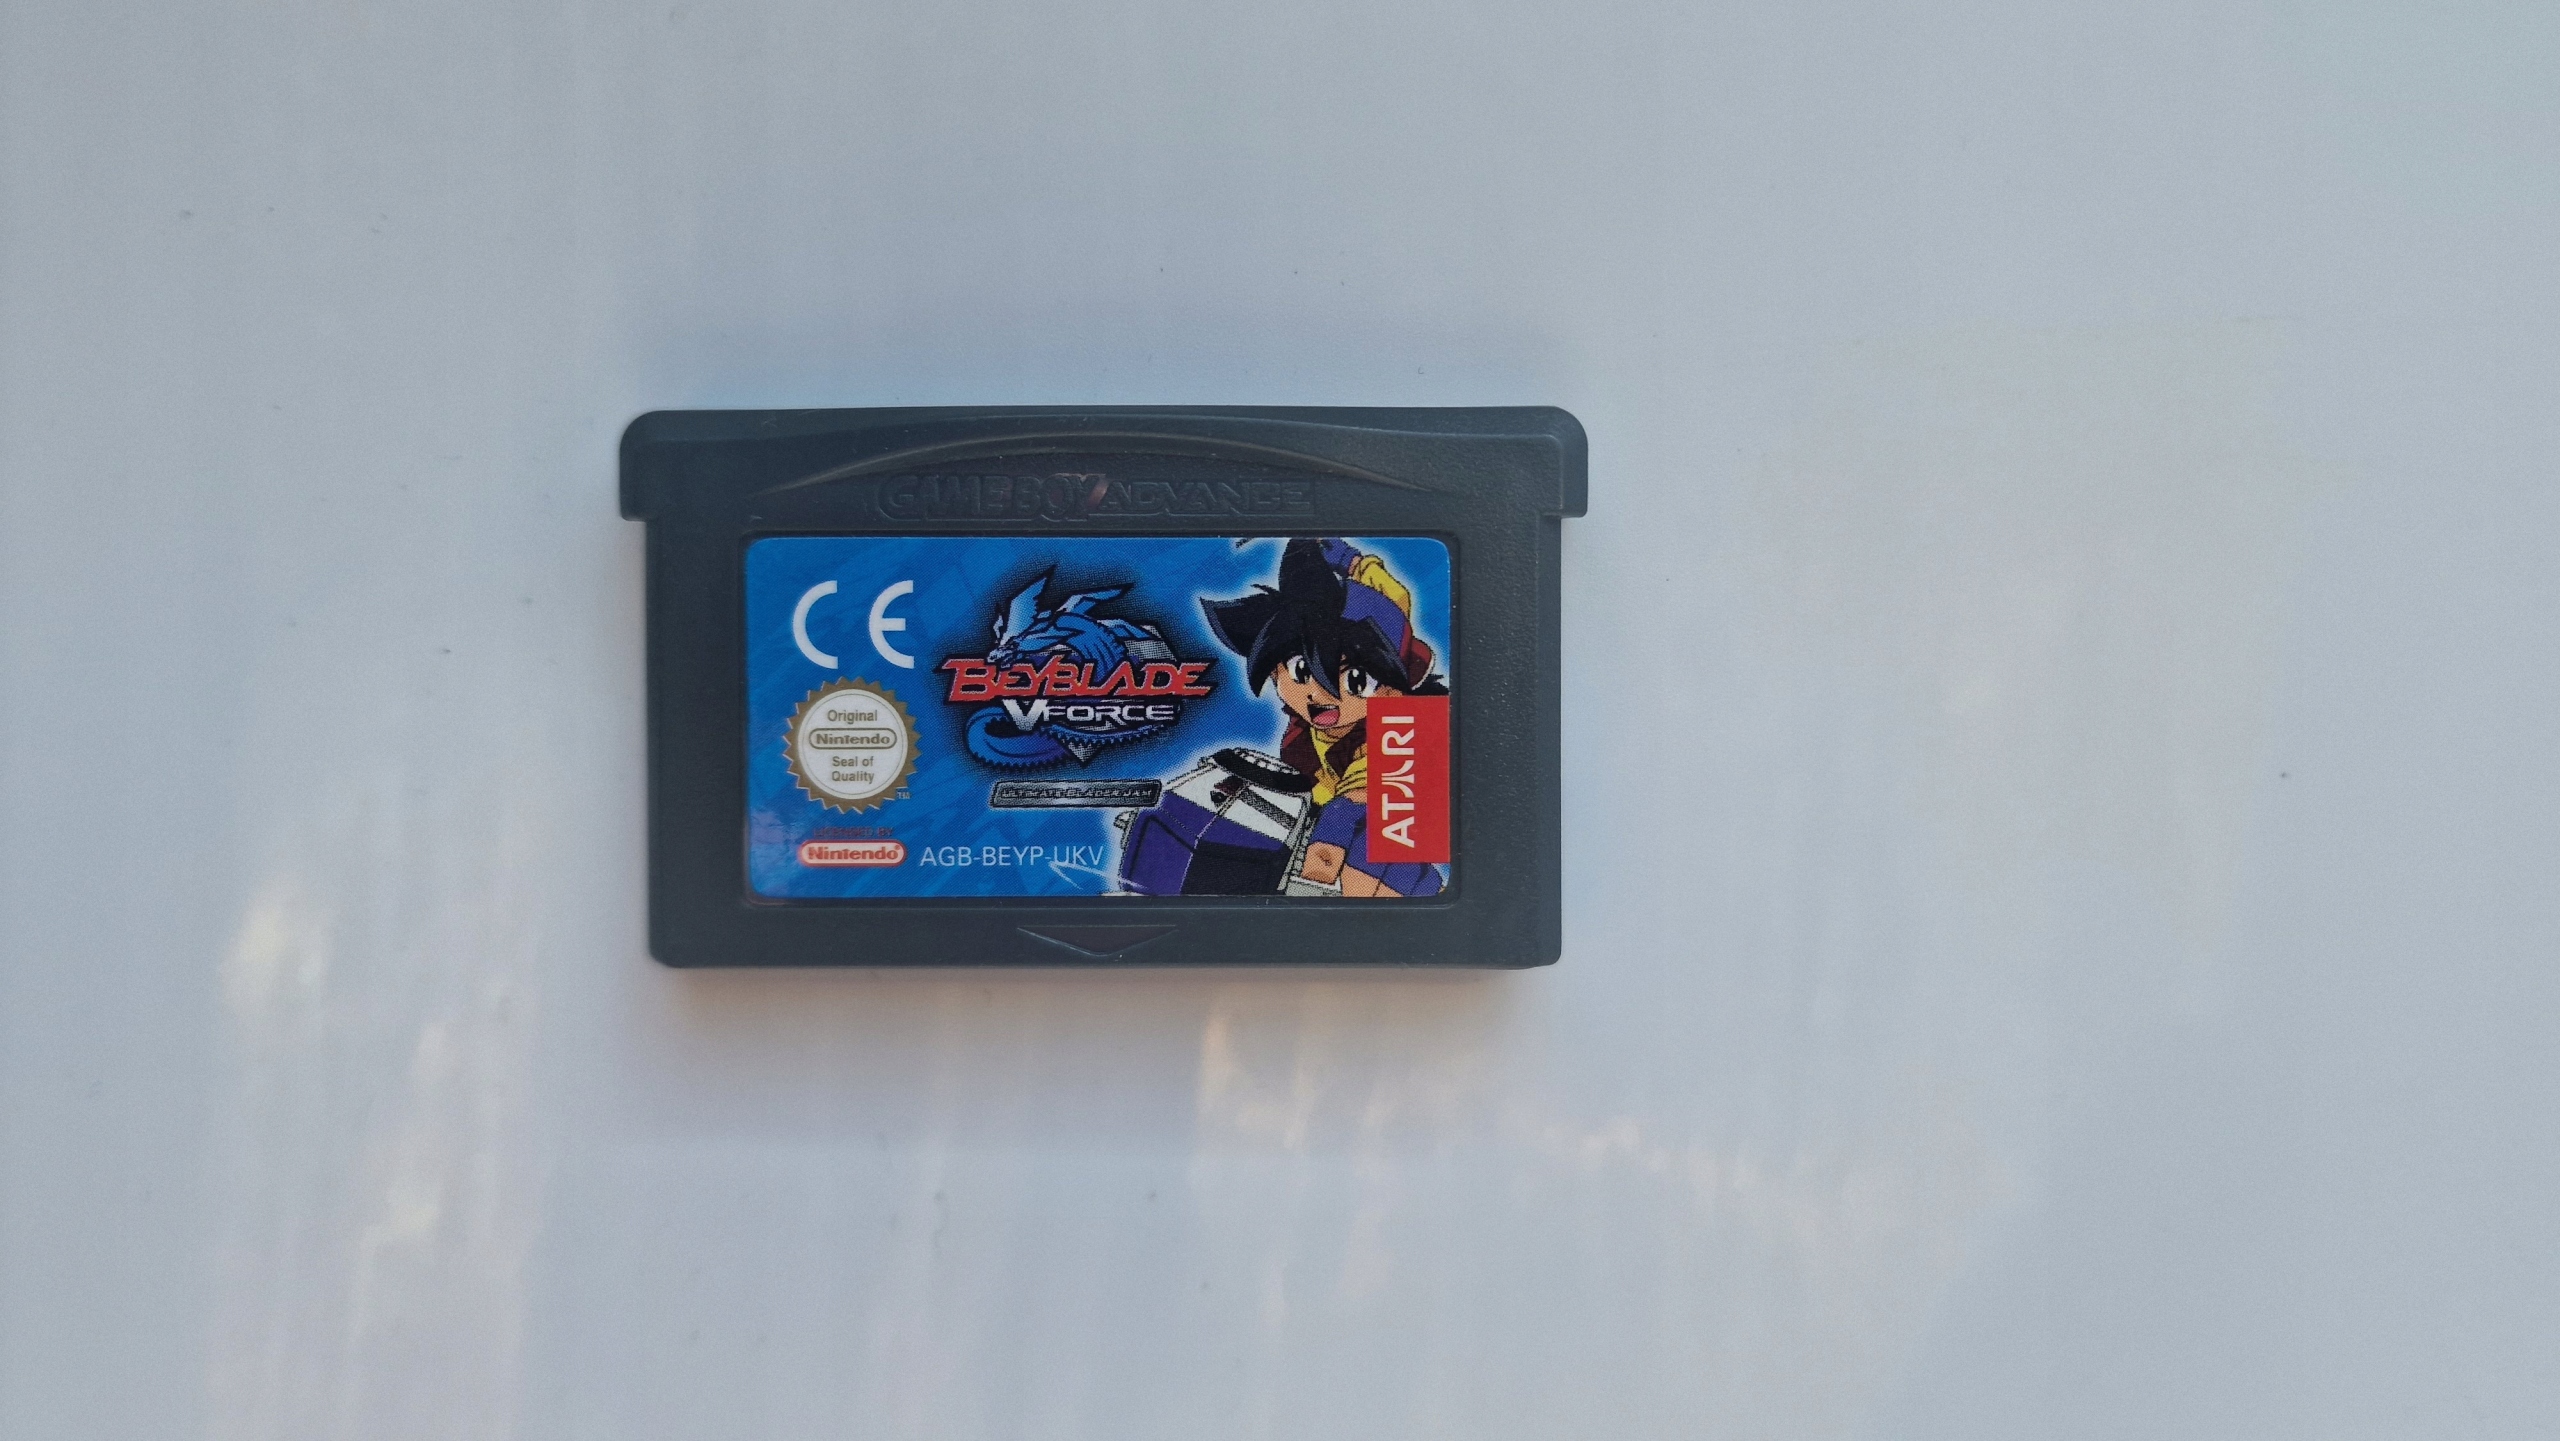 GAME BOY ADVANCE
CE
BEYBLADE
VFORCE
ULTIMATE BLADER JAM
Original
Nintendo
Seal of
Quality
TM
LICENSED BY
Nintendo®
AGB-BEYP-UKV
ATARI